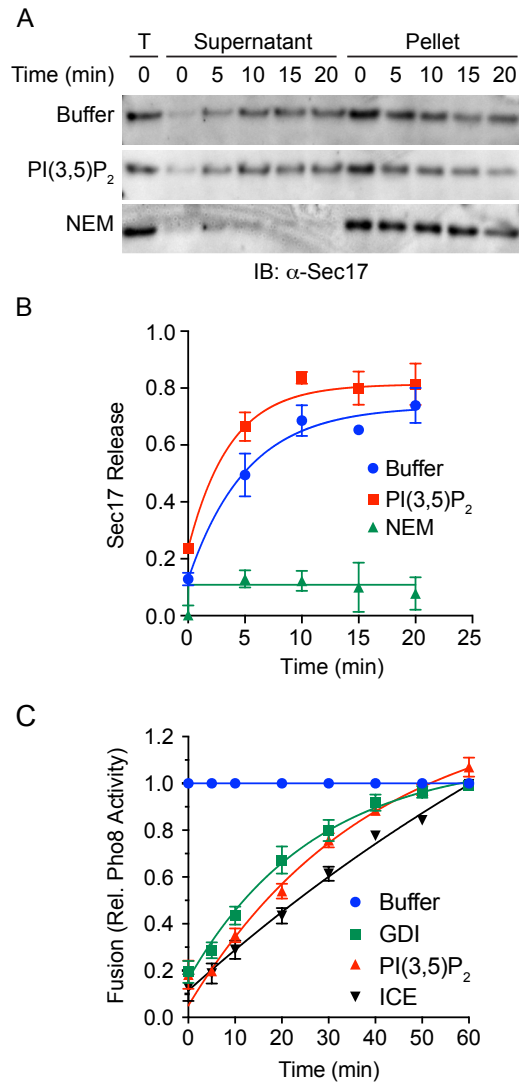 A
T Supernatant Pellet
Time (min) 0 0 5 10 15 20 0 5 10 15 20
Buffer
PI(3,5)P₂
NEM
IB: α-Sec17
B
Sec17 Release
1.0
0.8
0.6
0.4
0.2
0.0
Buffer
PI(3,5)P₂
NEM
0 5 10 15 20 25
Time (min)
C
Fusion (Rel. Pho8 Activity)
1.2
1.0
0.8
0.6
0.4
0.2
0.0
Buffer
GDI
PI(3,5)P₂
ICE
0 10 20 30 40 50 60
Time (min)